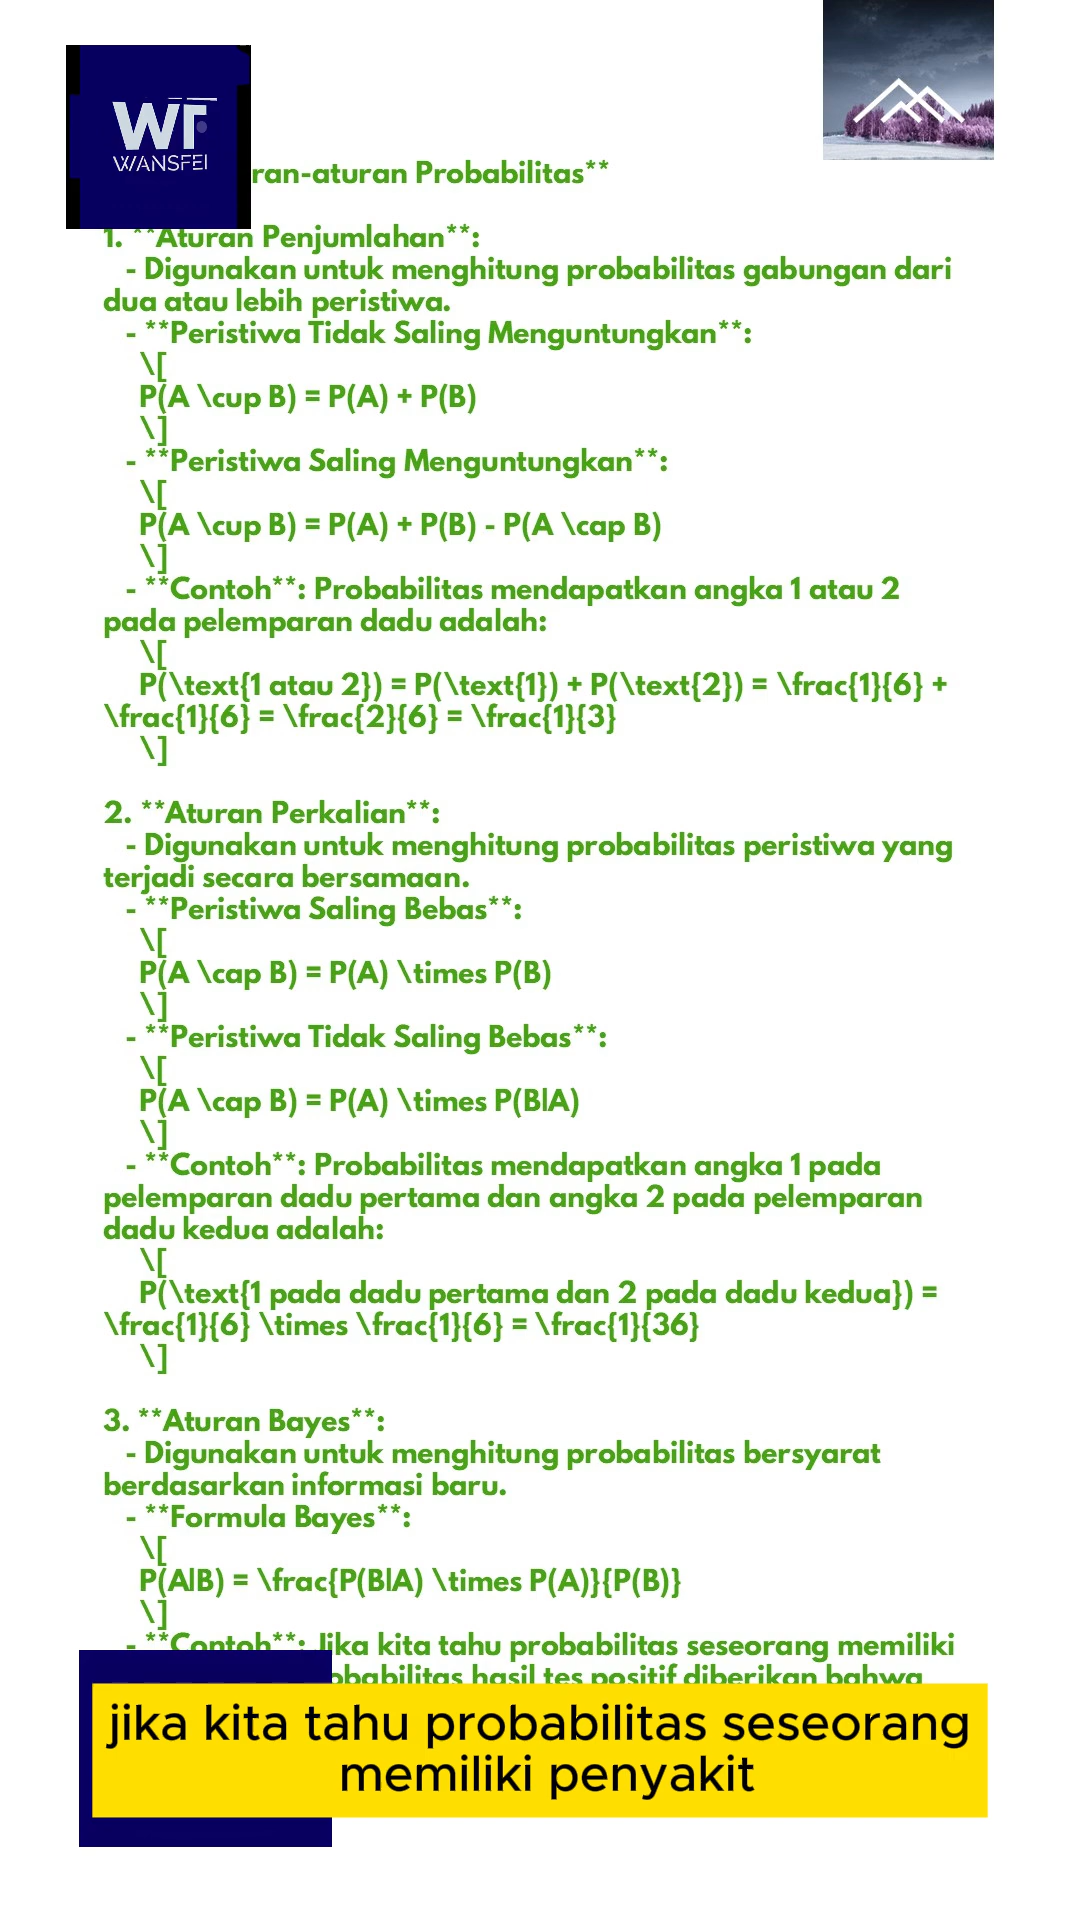 WF
WANSFEI
ran-aturan Probabilitas**
1. **Aturan Penjumlahan**:
- Digunakan untuk menghitung probabilitas gabungan dari
dua atau lebih peristiwa.
- **Peristiwa Tidak Saling Menguntungkan**:
\[
P(A \cup B) = P(A) + P(B)
\]
- **Peristiwa Saling Menguntungkan**:
\[
P(A \cup B) = P(A) + P(B) - P(A \cap B)
\]
- **Contoh**: Probabilitas mendapatkan angka 1 atau 2
pada pelemparan dadu adalah:
\[
P(\text{1 atau 2}) = P(\text{1}) + P(\text{2}) = \frac{1}{6} +
\frac{1}{6} = \frac{2}{6} = \frac{1}{3}
\]
2. **Aturan Perkalian**:
- Digunakan untuk menghitung probabilitas peristiwa yang
terjadi secara bersamaan.
- **Peristiwa Saling Bebas**:
\[
P(A \cap B) = P(A) \times P(B)
\]
- **Peristiwa Tidak Saling Bebas**:
\[
P(A \cap B) = P(A) \times P(B|A)
\]
- **Contoh**: Probabilitas mendapatkan angka 1 pada
pelemparan dadu pertama dan angka 2 pada pelemparan
dadu kedua adalah:
\[
P(\text{1 pada dadu pertama dan 2 pada dadu kedua}) =
\frac{1}{6} \times \frac{1}{6} = \frac{1}{36}
\]
3. **Aturan Bayes**:
- Digunakan untuk menghitung probabilitas bersyarat
berdasarkan informasi baru.
- **Formula Bayes**:
\[
P(A|B) = \frac{P(B|A) \times P(A)}{P(B)}
\]
- **Contoh**: Jika kita tahu probabilitas seseorang memiliki
obabilitas hasil tes positif diberikan bahwa
jika kita tahu probabilitas seseorang
memiliki penyakit